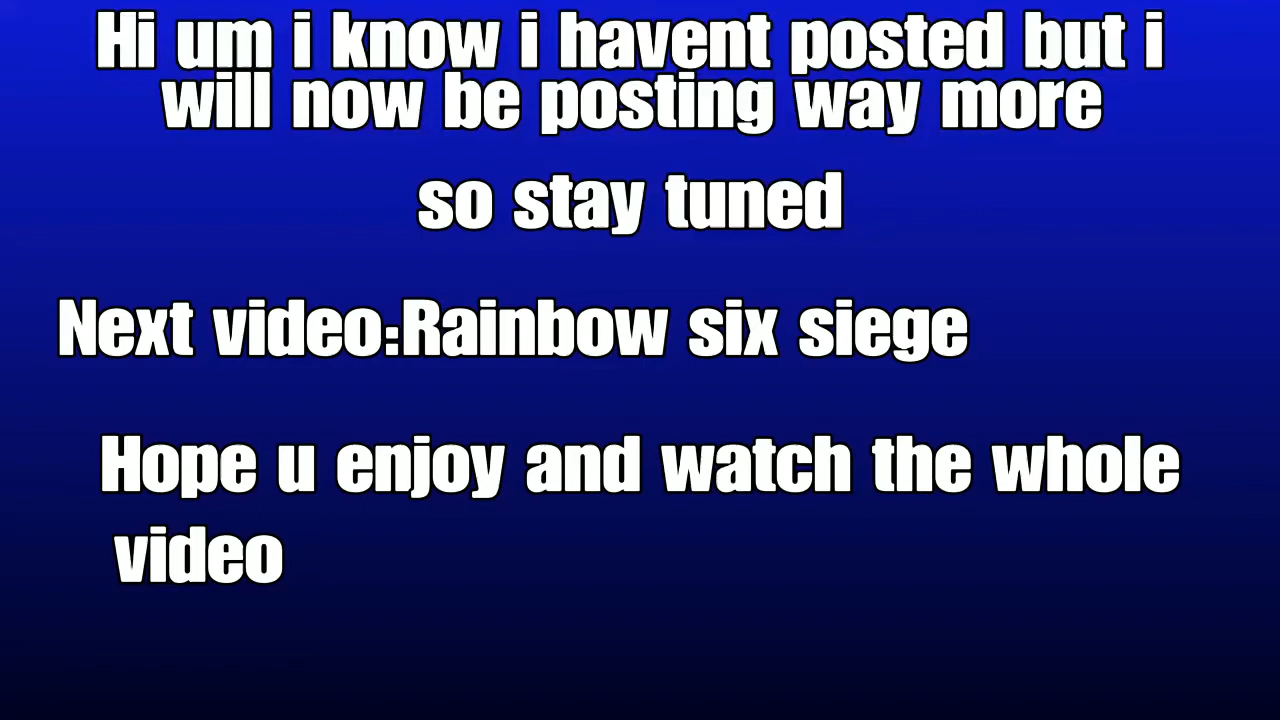 Hi um i know i havent posted but i
will now be posting way more
so stay tuned
Next video:Rainbow six siege
Hope u enjoy and watch the whole
video